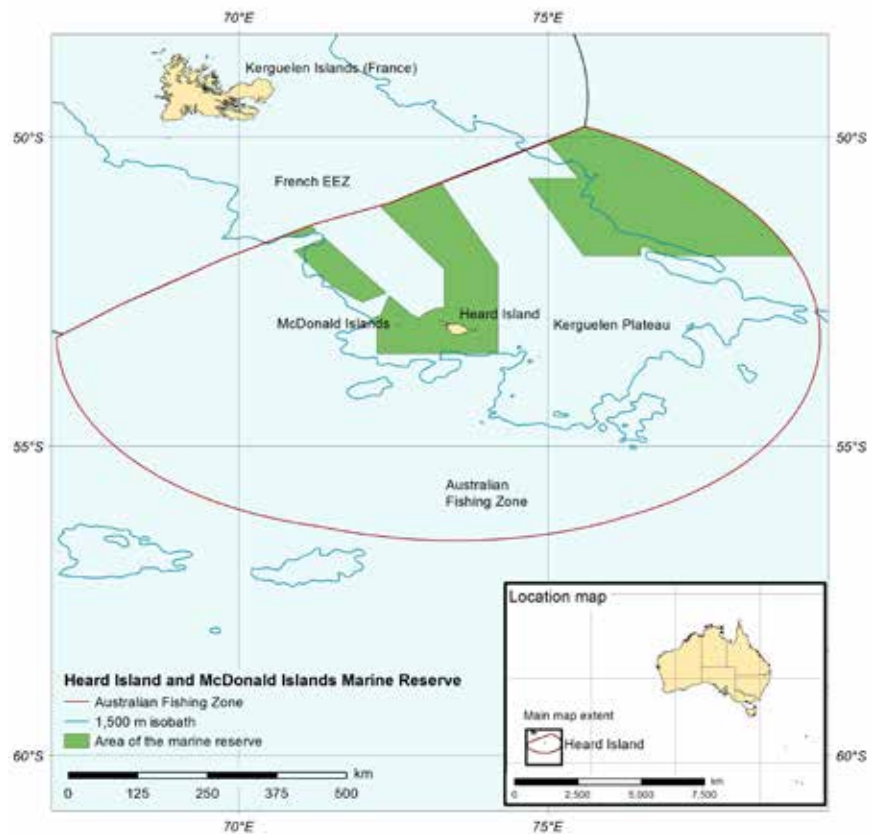 70°E
75°E
Kerguelen Islands (France)
50°S
50°S
French EEZ
McDonald Islands
Heard Island
Kerguelen Plateau
55°S
55°S
Australian
Fishing Zone
Location map
Main map extent
Heard Island
km
0
2.500
5.000
7,500
Heard Island and McDonald Islands Marine Reserve
Australian Fishing Zone
1,500 m isobath
Area of the marine reserve
km
0
125
250
375
500
60°S
60°S
70°E
75°E